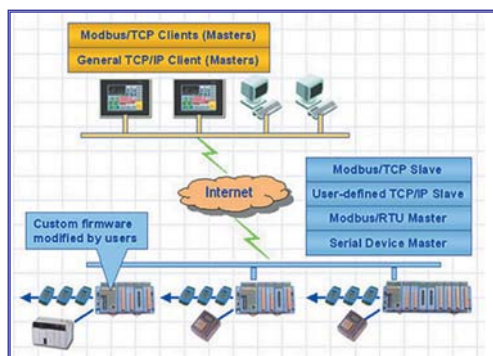 Modbus/TCP Clients (Masters)
General TCP/IP Client (Masters)
Internet
Modbus/TCP Slave
User-defined TCP/IP Slave
Modbus/RTU Master
Serial Device Master
Custom firmware
modified by users